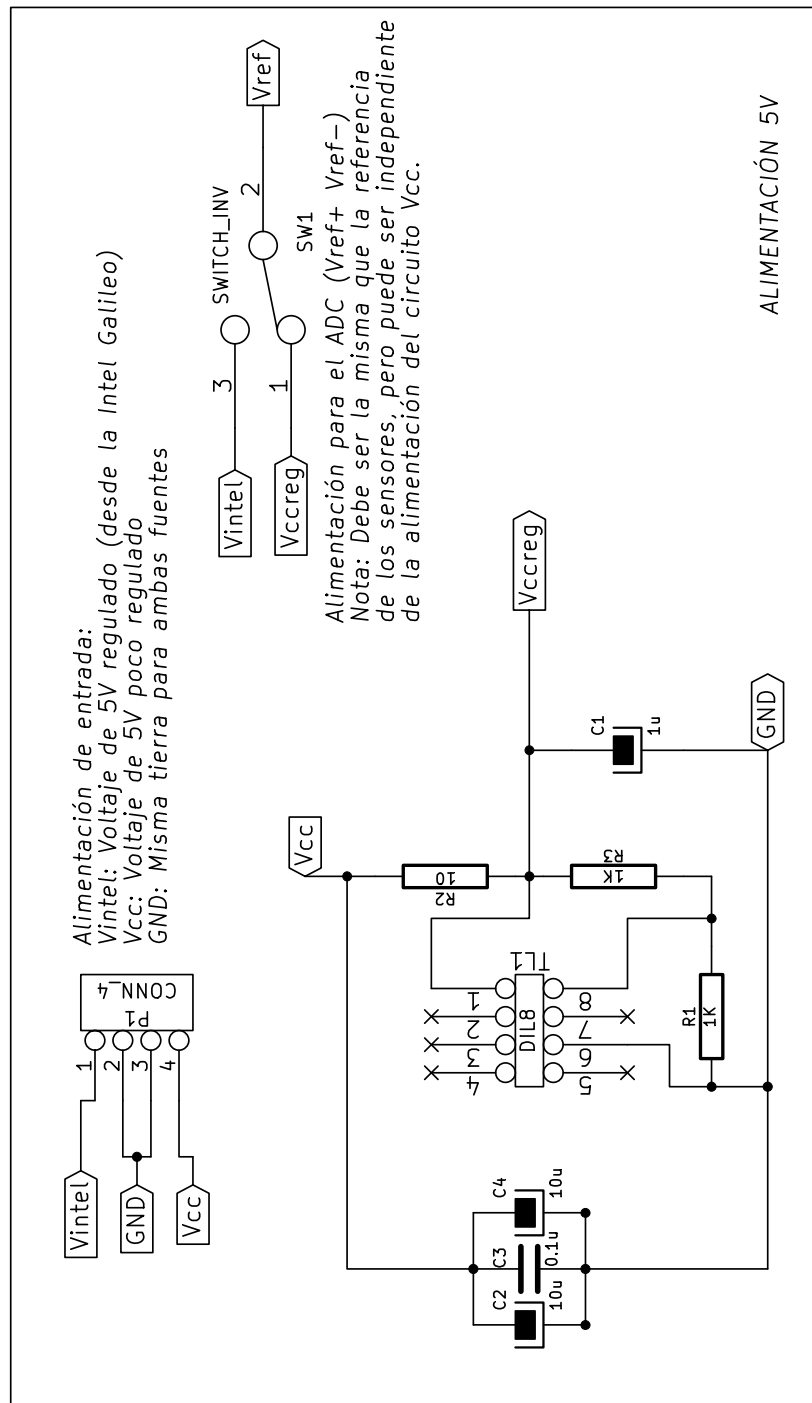 Vintel
GND
Vcc
1
2
3
4
P1
CONN_4
Alimentación de entrada:
Vintel: Voltaje de 5V regulado (desde la Intel Galileo)
Vcc: Voltaje de 5V poco regulado
GND: Misma tierra para ambas fuentes
Vintel
Vccreg
3
1
2
SWITCH_INV
SW1
Vref
Alimentación para el ADC (Vref+ Vref-)
Nota: Debe ser la misma que la referencia
de los sensores, pero puede ser independiente
de la alimentación del circuito Vcc.
C2
10u
C3
0.1u
C4
10u
4
3
2
1
DIL8
TL1
5
6
7
8
R1
1K
R2
10
R3
1K
Vcc
C1
1u
Vccreg
GND
ALIMENTACIÓN 5V